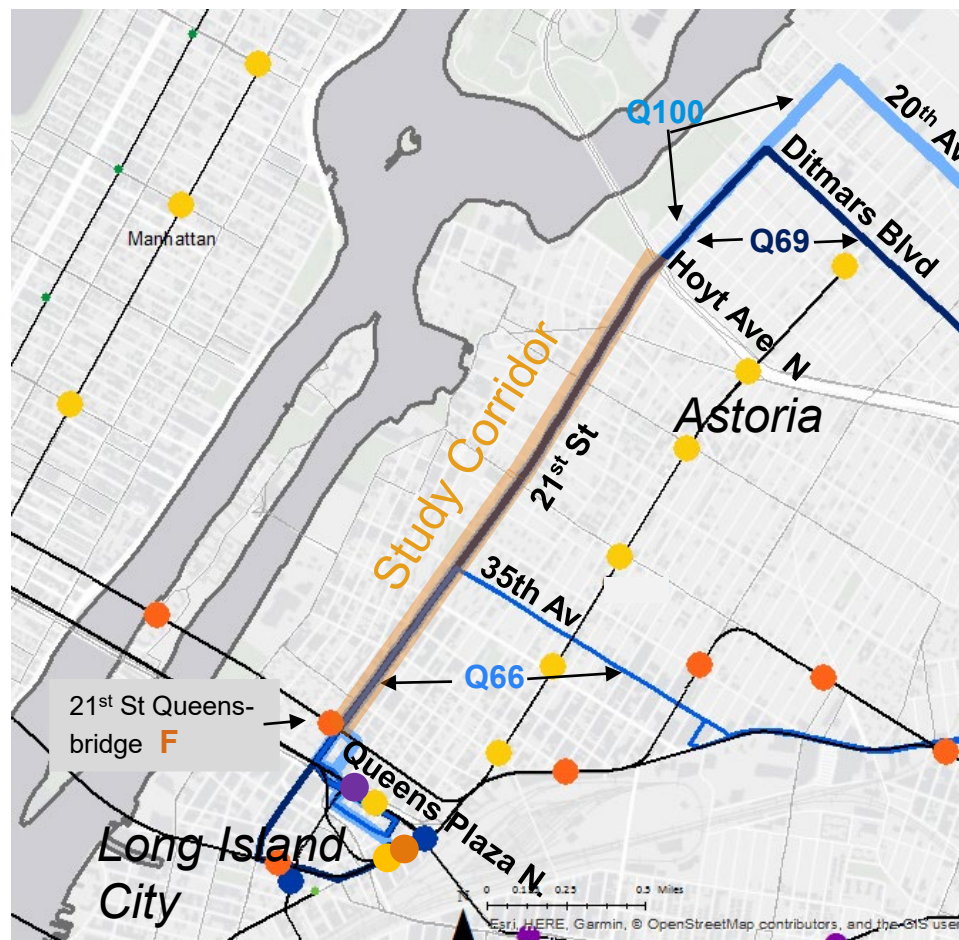 Q100
20th Av
Ditmars Blvd
Manhattan
Q69
Hoyt Ave N
Study Corridor
Astoria
21st St
35th Av
Q66
21st St Queens-
bridge F
Queens Plaza N.
Long Island
City
0 0.125 0.25 0.5 Miles
Esri, HERE, Garmin, © OpenStreetMap contributors, and the GIS user